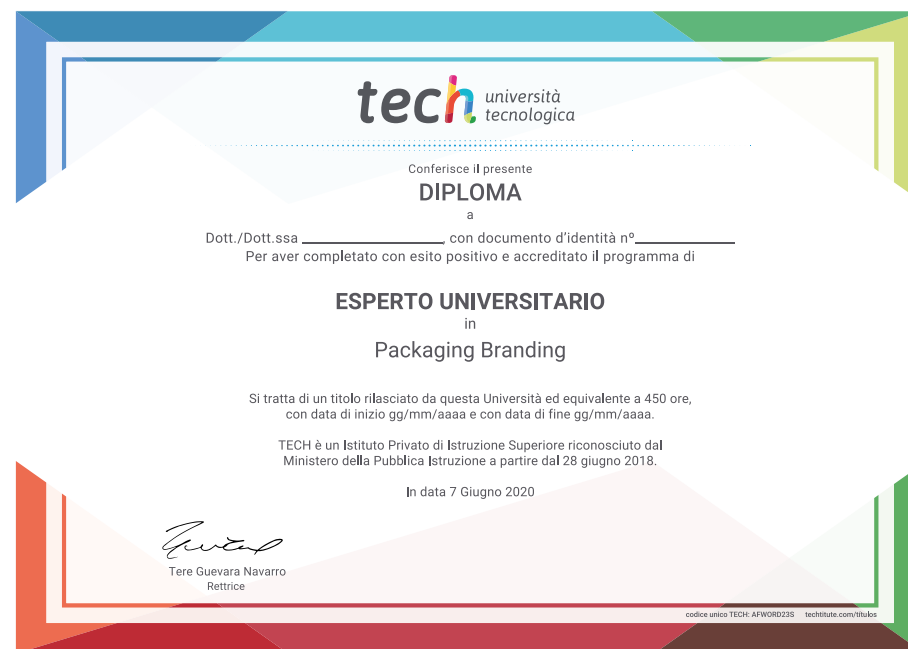 tech università
tecnologica
Conferisce il presente
DIPLOMA
a
Dott./Dott.ssa ____________________, con documento d'identità nº______________
Per aver completato con esito positivo e accreditato il programma di
ESPERTO UNIVERSITARIO
in
Packaging Branding
Si tratta di un titolo rilasciato da questa Università ed equivalente a 450 ore,
con data di inizio gg/mm/aaaa e con data di fine gg/mm/aaaa.
TECH è un Istituto Privato di Istruzione Superiore riconosciuto dal
Ministero della Pubblica Istruzione a partire dal 28 giugno 2018.
In data 7 Giugno 2020
Tere Guevara Navarro
Rettrice
codice unico TECH: AFWORD23S techtitute.com/titulos